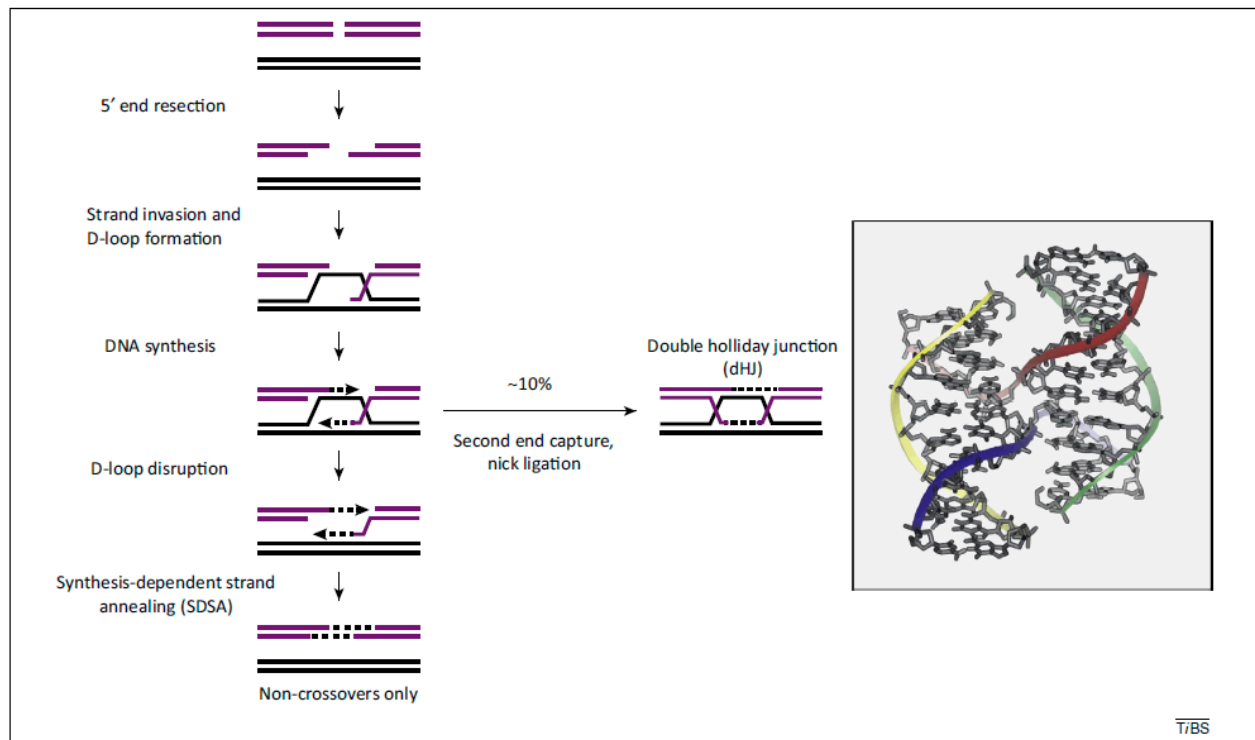 5′ end resection
Strand invasion and
D-loop formation
DNA synthesis
D-loop disruption
Synthesis-dependent strand
annealing (SDSA)
Non-crossovers only
~10%
Second end capture,
nick ligation
Double holliday junction
(dHJ)
TiBS